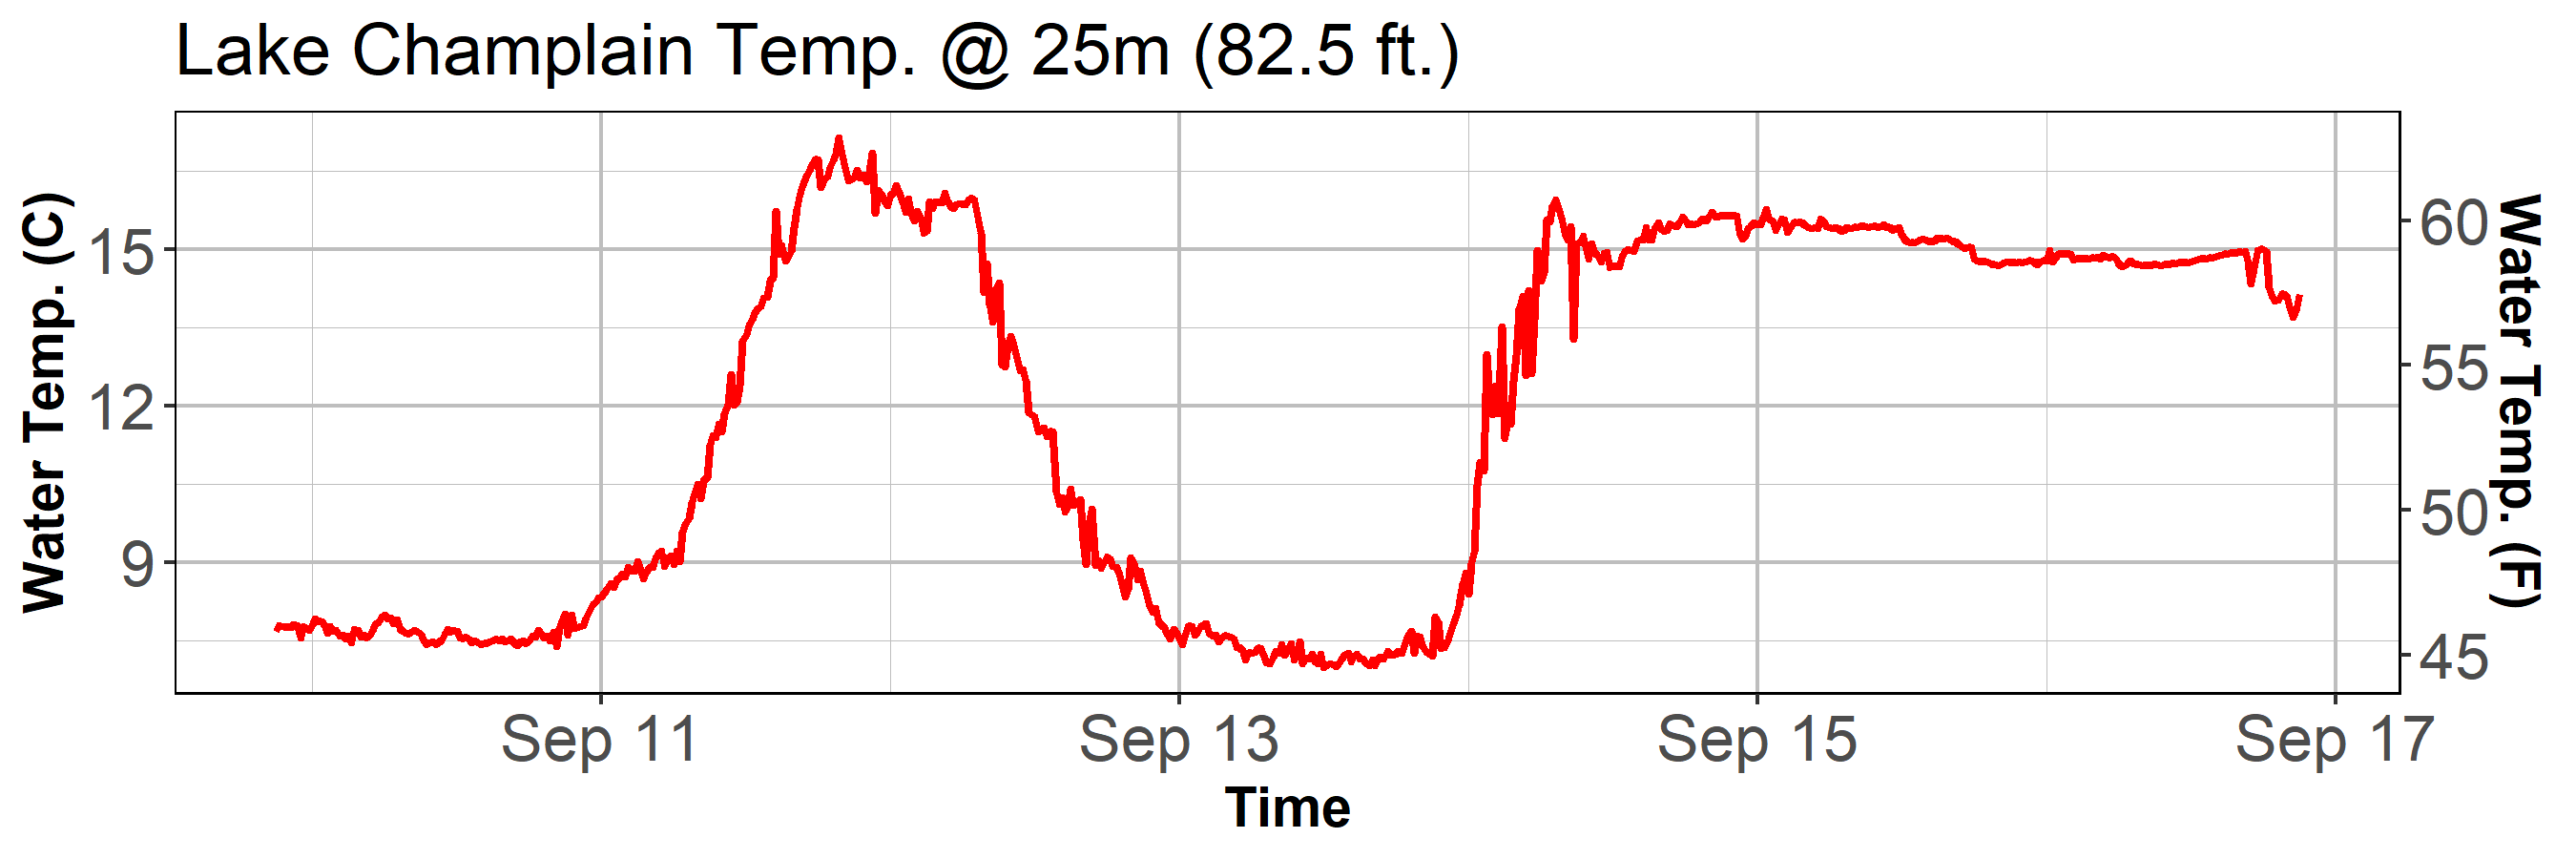 Lake Champlain Temp. @ 25m (82.5 ft.)
Water Temp. (C)
15
12
9
60
55
50
45
Water Temp. (F)
Sep 11
Sep 13
Sep 15
Sep 17
Time